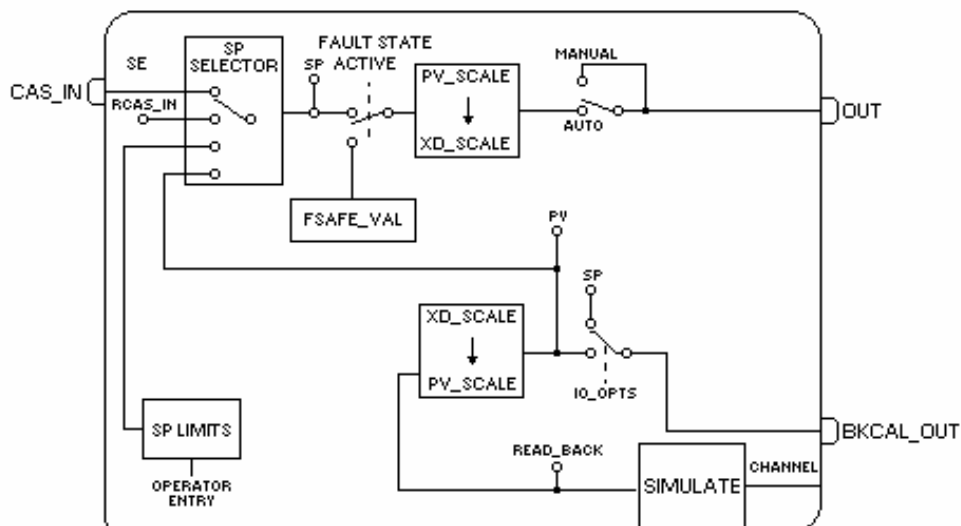 SE
SP
SELECTOR
FAULT STATE
ACTIVE
SP
PV_SCALE
XD_SCALE
MANUAL
AUTO
CAS_IN
RCAS_IN
OUT
FSAFE_VAL
PV
SP
XD_SCALE
PV_SCALE
IO_OPTS
SP LIMITS
OPERATOR
ENTRY
BKCAL_OUT
READ_BACK
SIMULATE
CHANNEL